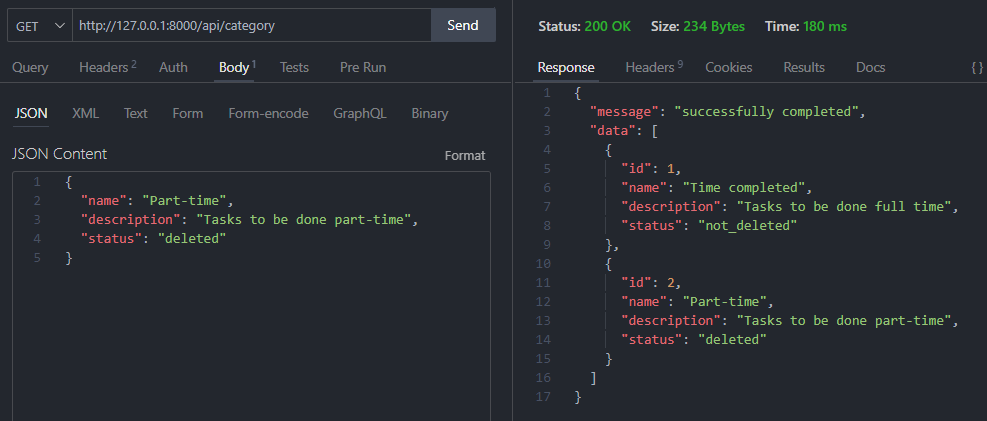 GET http://127.0.0.1:8000/api/category Send
Query Headers 2 Auth Body 1 Tests Pre Run
JSON XML Text Form Form-encode GraphQL Binary
JSON Content Format
1 {
2 "name": "Part-time",
3 "description": "Tasks to be done part-time",
4 "status": "deleted"
5 }
Status: 200 OK Size: 234 Bytes Time: 180 ms
Response Headers 9 Cookies Results Docs {}
1 {
2 "message": "successfully completed",
3 "data": [
4 {
5 "id": 1,
6 "name": "Time completed",
7 "description": "Tasks to be done full time",
8 "status": "not_deleted"
9 },
10 {
11 "id": 2,
12 "name": "Part-time",
13 "description": "Tasks to be done part-time",
14 "status": "deleted"
15 }
16 ]
17 }